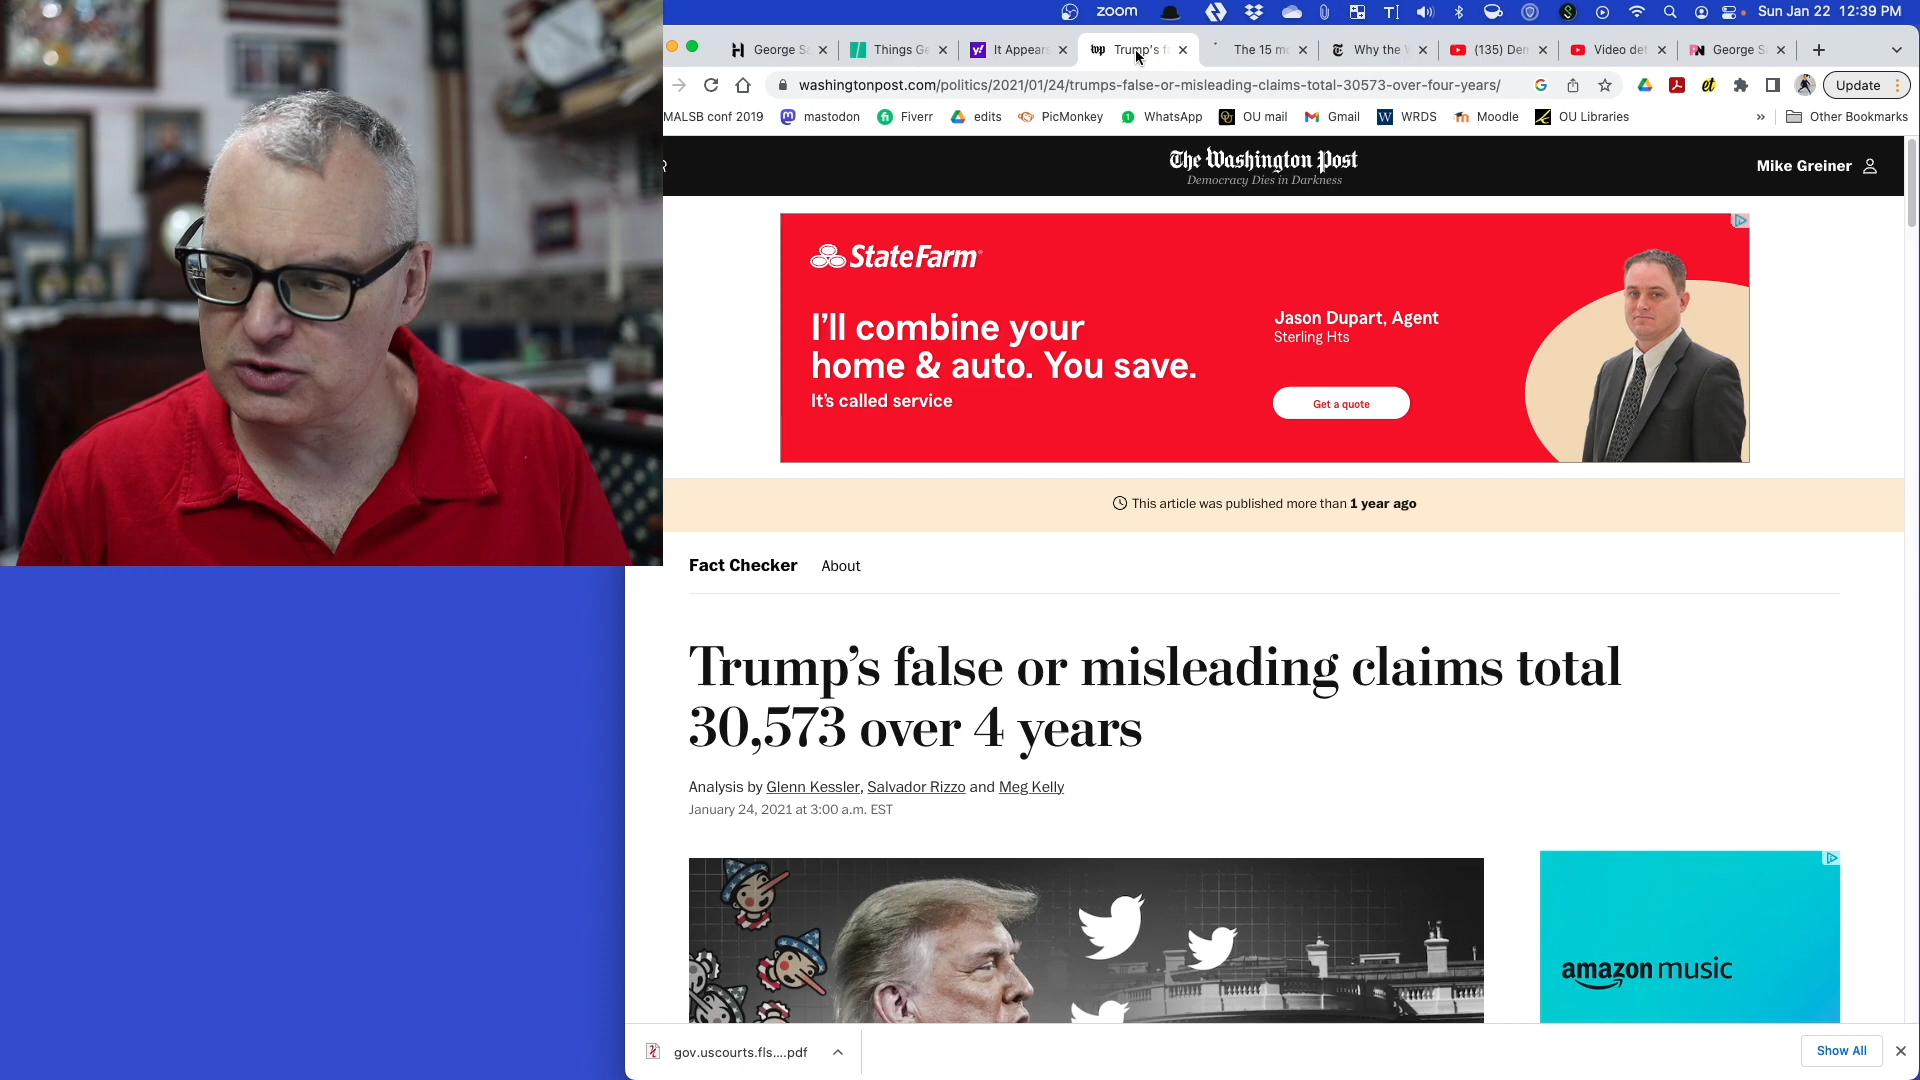 zoom
Sun Jan 22 12:39 PM
George S
Things Ge
It Appear
Trump's f
The 15 m
Why the
(135) Den
Video det
George S
washingtonpost.com/politics/2021/01/24/trumps-false-or-misleading-claims-total-30573-over-four-years/
Update
MALSB conf 2019
mastodon
Fiverr
edits
PicMonkey
WhatsApp
OU mail
Gmail
WRDS
Moodle
OU Libraries
»
Other Bookmarks
The Washington Post
Democracy Dies in Darkness
Mike Greiner
StateFarm
I'll combine your
home & auto. You save.
It's called service
Jason Dupart, Agent
Sterling Hts
Get a quote
This article was published more than 1 year ago
Fact Checker About
Trump's false or misleading claims total
30,573 over 4 years
Analysis by Glenn Kessler, Salvador Rizzo and Meg Kelly
January 24, 2021 at 3:00 a.m. EST
amazon music
gov.uscourts.fls....pdf
Show All